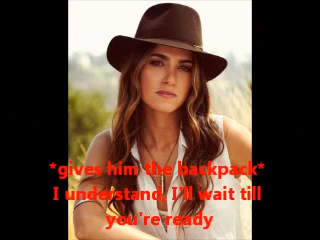 *gives him the backpack*
I understand, I'll wait till
you're ready